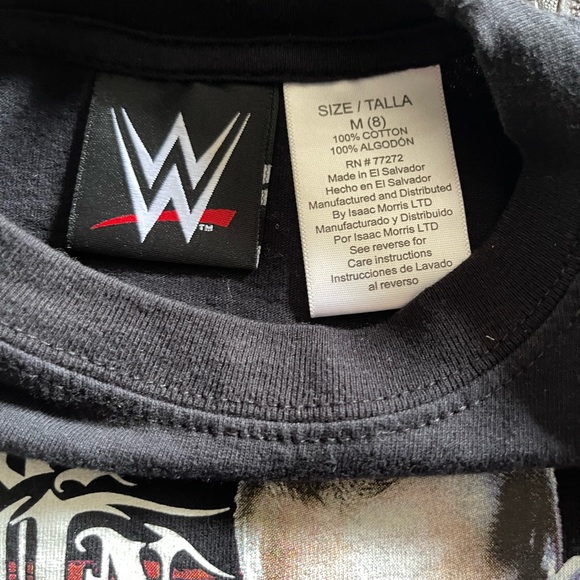 W
TM
SIZE / TALLA
M (8)
100% COTTON
100% ALGODÓN
RN # 77272
Made in El Salvador
Hecho en El Salvador
Manufactured and Distributed
By Isaac Morris LTD
Manufacturado y Distribuido
Por Isaac Morris LTD
See reverse for
Care instructions
Instrucciones de Lavado
al reverso